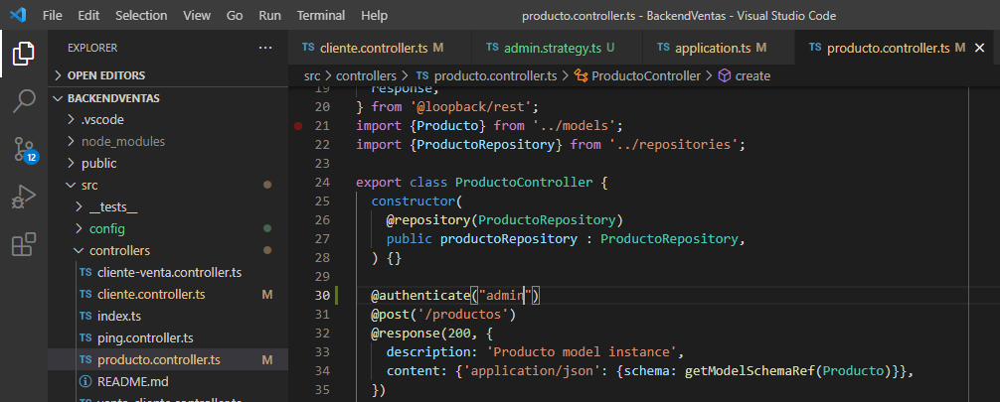 File Edit Selection View Go Run Terminal Help producto.controller.ts - BackendVentas - Visual Studio Code
EXPLORER ···
OPEN EDITORS
BACKENDVENTAS
.vscode
node_modules
public
src
__tests__
config
controllers
TS cliente-venta.controller.ts
TS cliente.controller.ts M
TS index.ts
TS ping.controller.ts
TS producto.controller.ts M
README.md
12
cliente.controller.ts M TS admin.strategy.ts U TS application.ts M TS producto.controller.ts M
src > controllers > TS producto.controller.ts > ProductoController > create
19 response,
20 } from '@loopback/rest';
21 import {Producto} from '../models';
22 import {ProductoRepository} from '../repositories';
23
24 export class ProductoController {
25 constructor(
26 @repository(ProductoRepository)
27 public productoRepository : ProductoRepository,
28 ) {}
29
30 @authenticate("admin")
31 @post('/productos')
32 @response(200, {
33 description: 'Producto model instance',
34 content: {'application/json': {schema: getModelSchemaRef(Producto)}},
35 })